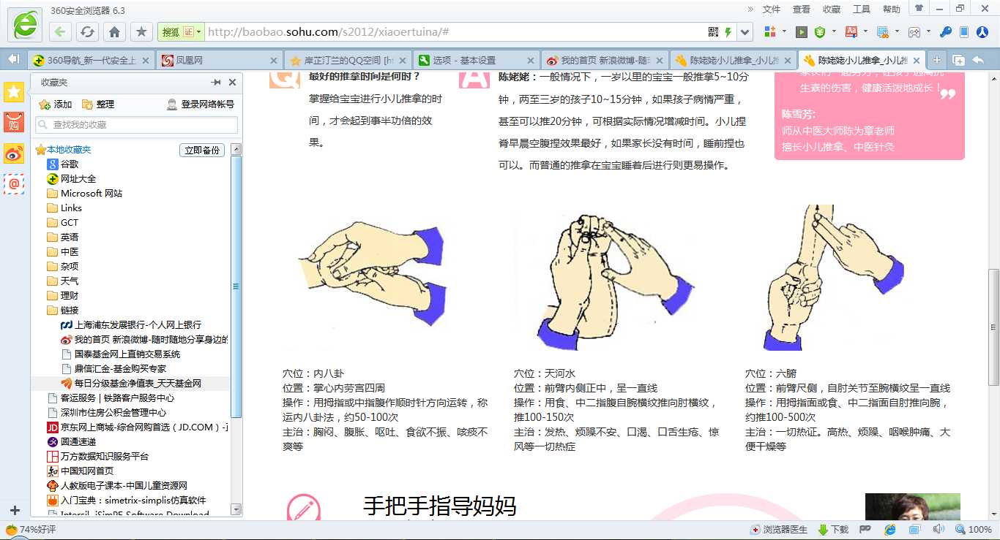 360安全浏览器 6.3
» 文件 查看 收藏 工具 帮助
搜狐 证 http://baobao.sohu.com/s2012/xiaoertuina/#
360导航_新一代安全上
凤凰网
岸芷汀兰的QQ空间 [ht
选项 - 基本设置
我的首页 新浪微博-随
陈姥姥小儿推拿_小儿推
陈姥姥小儿推拿_小儿推
收藏夹
添加 整理 登录网络帐号
查找我的收藏
本地收藏夹 立即备份
谷歌
网址大全
Microsoft 网站
Links
GCT
英语
中医
杂项
天气
理财
链接
上海浦东发展银行-个人网上银行
我的首页 新浪微博-随时随地分享身边的
国泰基金网上直销交易系统
鼎信汇金-基金购买专家
每日分级基金净值表_天天基金网
客运服务 | 铁路客户服务中心
深圳市住房公积金管理中心
京东网上商城-综合网购首选（JD.COM）-
圆通速递
万方数据知识服务平台
中国知网首页
人教版电子课本-中国儿童资源网
入门宝典：simetrix-simplis仿真软件
Intersil iSimPE Software Download
Q
最好的推拿时间是何时？
掌握给宝宝进行小儿推拿的时
间，才会起到事半功倍的效
果。
A
陈姥姥：一般情况下，一岁以里的宝宝一般推拿5~10分
钟，两至三岁的孩子10~15分钟，如果孩子病情严重，
甚至可以推20分钟，可根据实际情况增减时间。小儿捏
脊早晨空腹捏效果最好，如果家长没有时间，睡前捏也
可以。而普通的推拿在宝宝睡着后进行则更易操作。
生素的伤害，健康活泼地成长！
陈雪芳:
师从中医大师陈为章老师
擅长小儿推拿、中医针灸
穴位：内八卦
位置：掌心内劳宫四周
操作：用拇指或中指腹作顺时针方向运转，称
运内八卦法，约50-100次
主治：胸闷、腹胀、呕吐、食欲不振、咳痰不
爽等
穴位：天河水
位置：前臂内侧正中，呈一直线
操作：用食、中二指腹自腕横纹推向肘横纹，
推100-150次
主治：发热、烦躁不安、口渴、口舌生疮、惊
风等一切热症
穴位：六腑
位置：前臂尺侧，自肘关节至腕横纹呈一直线
操作：用拇指面或食、中二指面自肘推向腕，
约推100-500次
主治：一切热证。高热、烦躁、咽喉肿痛、大
便干燥等
手把手指导妈妈
74%好评
浏览器医生 下载 100%